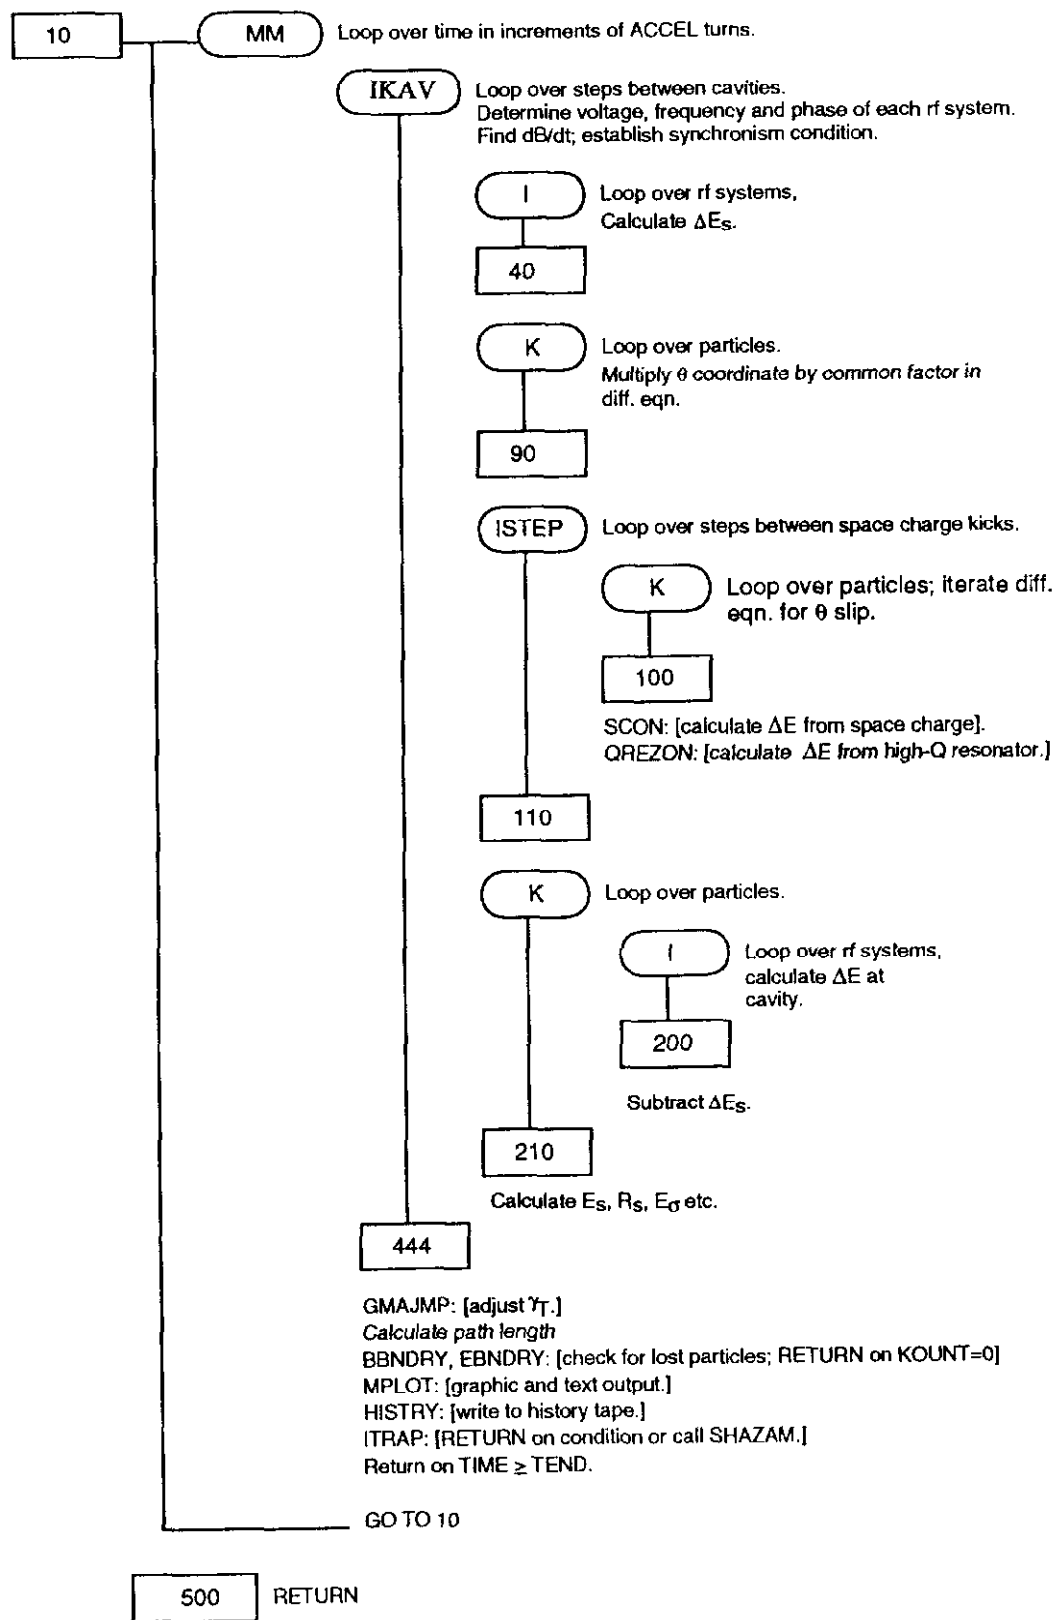 10
MM
Loop over time in increments of ACCEL turns.
IKAV
Loop over steps between cavities.
Determine voltage, frequency and phase of each rf system.
Find dB/dt; establish synchronism condition.
I
Loop over rf systems,
Calculate ΔEs.
40
K
Loop over particles.
Multiply θ coordinate by common factor in
diff. eqn.
90
ISTEP
Loop over steps between space charge kicks.
K
Loop over particles; iterate diff.
eqn. for θ slip.
100
SCON: [calculate ΔE from space charge].
QREZON: [calculate ΔE from high-Q resonator.]
110
K
Loop over particles.
I
Loop over rf systems,
calculate ΔE at
cavity.
200
Subtract ΔEs.
210
Calculate Es, Rs, Eσ etc.
444
GMAJMP: [adjust γT.]
Calculate path length
BBNDRY, EBNDRY: [check for lost particles; RETURN on KOUNT=0]
MPLOT: [graphic and text output.]
HISTRY: [write to history tape.]
ITRAP: [RETURN on condition or call SHAZAM.]
Return on TIME ≥ TEND.
GO TO 10
500
RETURN